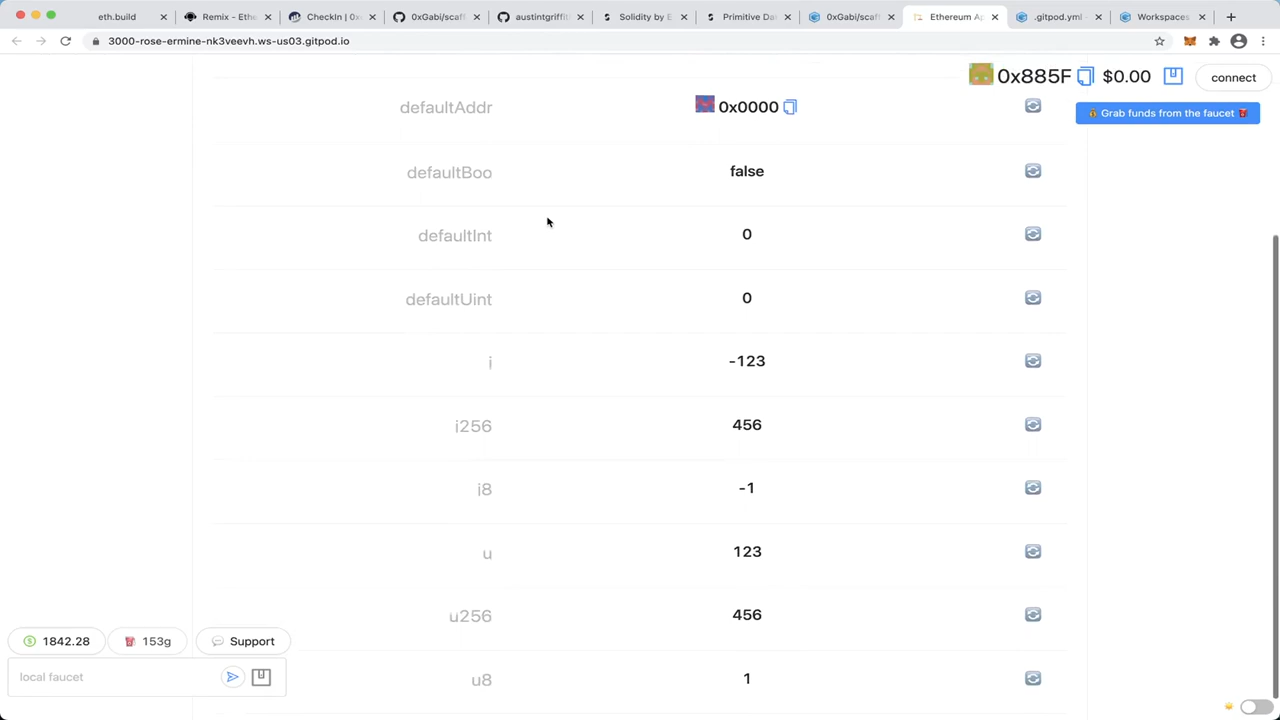 eth.build
Remix - Ethe
CheckIn | 0x
0xGabi/scaff
austintgriffit
Solidity by E
Primitive Da
0xGabi/scaff
Ethereum Ap
.gitpod.yml
Workspaces
3000-rose-ermine-nk3veevh.ws-us03.gitpod.io
0x885F $0.00 connect
Grab funds from the faucet
defaultAddr 0x0000
defaultBoo false
defaultInt 0
defaultUint 0
i -123
i256 456
i8 -1
u 123
u256 456
u8 1
1842.28 153g Support
local faucet